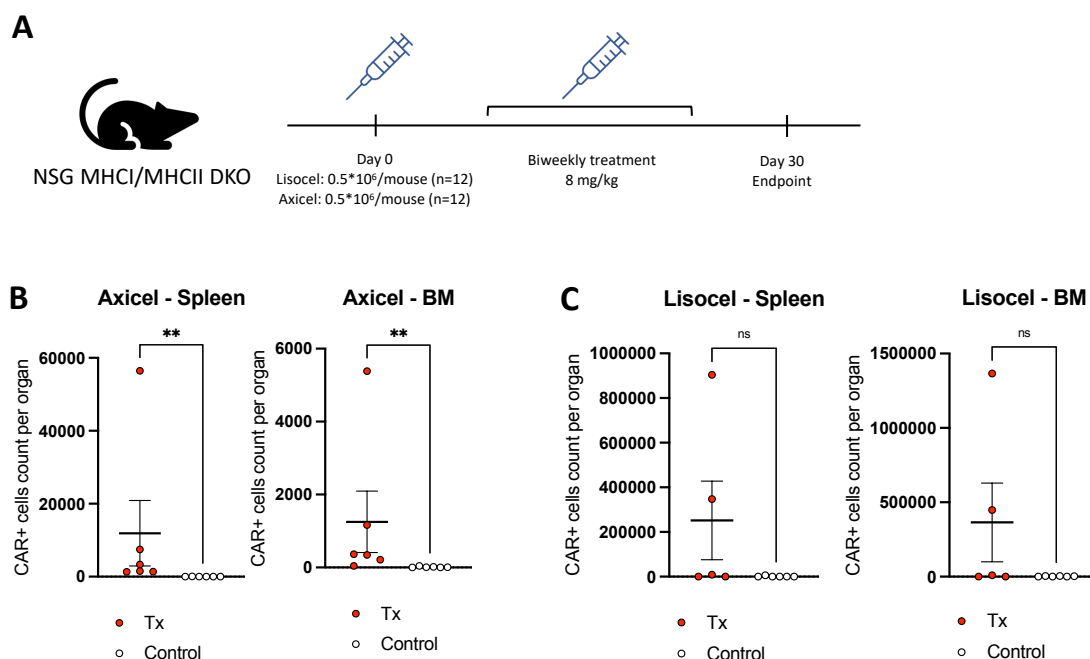 A
NSG MHCI/MHCII DKO
Day 0
Lisocel: 0.5*10⁶/mouse (n=12)
Axicel: 0.5*10⁶/mouse (n=12)
Biweekly treatment
8 mg/kg
Day 30
Endpoint
B
Axicel - Spleen
**
CAR+ cells count per organ
60000
40000
20000
0
Tx
Control
Axicel - BM
**
CAR+ cells count per organ
6000
4000
2000
0
Tx
Control
C
Lisocel - Spleen
ns
CAR+ cells count per organ
1000000
800000
600000
400000
200000
0
Tx
Control
Lisocel - BM
ns
CAR+ cells count per organ
1500000
1000000
500000
0
Tx
Control